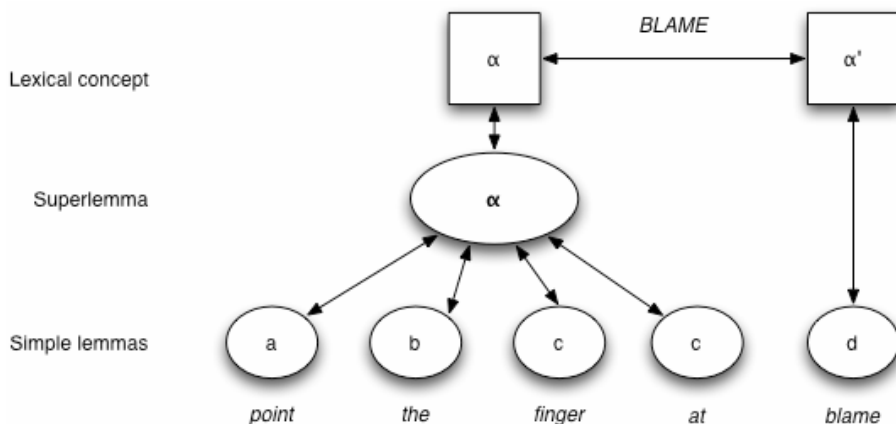 BLAME
Lexical concept α α'
Superlemma α
Simple lemmas a b c c d
point the finger at blame